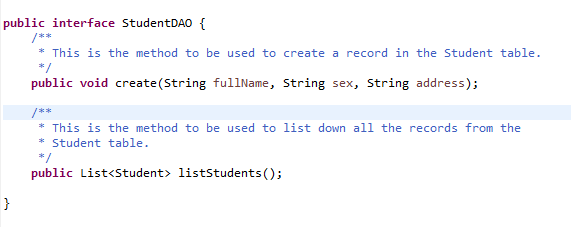 public interface StudentDAO {
/**
* This is the method to be used to create a record in the Student table.
*/
public void create(String fullName, String sex, String address);
/**
* This is the method to be used to list down all the records from the
* Student table.
*/
public List<Student> listStudents();
}